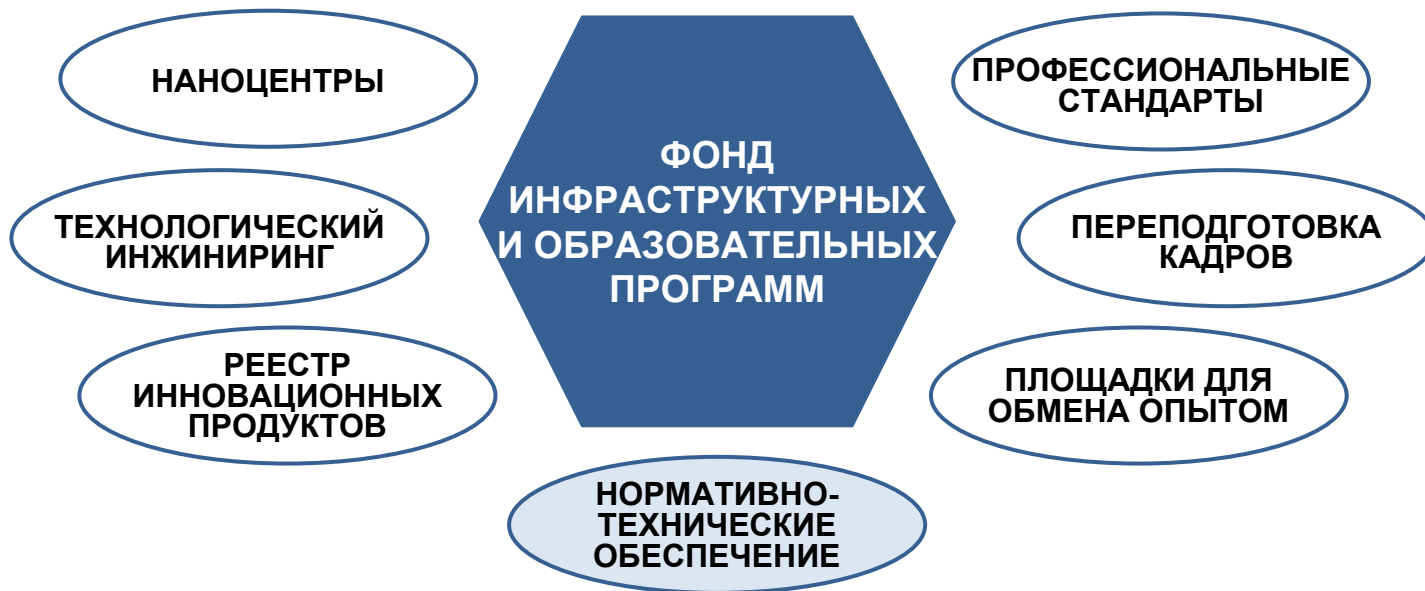 НАНОЦЕНТРЫ
ТЕХНОЛОГИЧЕСКИЙ
ИНЖИНИРИНГ
РЕЕСТР
ИННОВАЦИОННЫХ
ПРОДУКТОВ
ФОНД
ИНФРАСТРУКТУРНЫХ
И ОБРАЗОВАТЕЛЬНЫХ
ПРОГРАММ
ПРОФЕССИОНАЛЬНЫЕ
СТАНДАРТЫ
ПЕРЕПОДГОТОВКА
КАДРОВ
ПЛОЩАДКИ ДЛЯ
ОБМЕНА ОПЫТОМ
НОРМАТИВНО-
ТЕХНИЧЕСКИЕ
ОБЕСПЕЧЕНИЕ